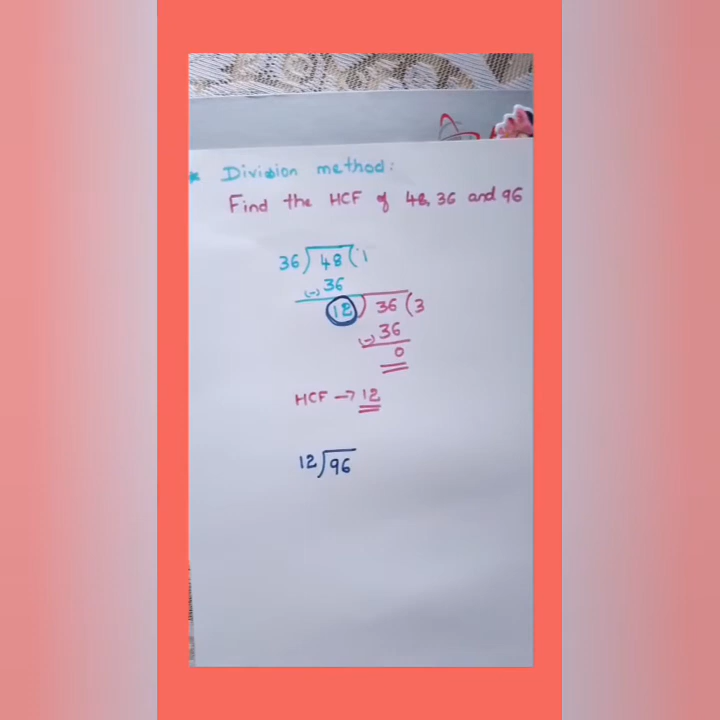 * Division method:
Find the HCF of 48, 36 and 96
36) 48 (1
(-) 36
12) 36 (3
(-) 36
0
HCF → 12
12) 96